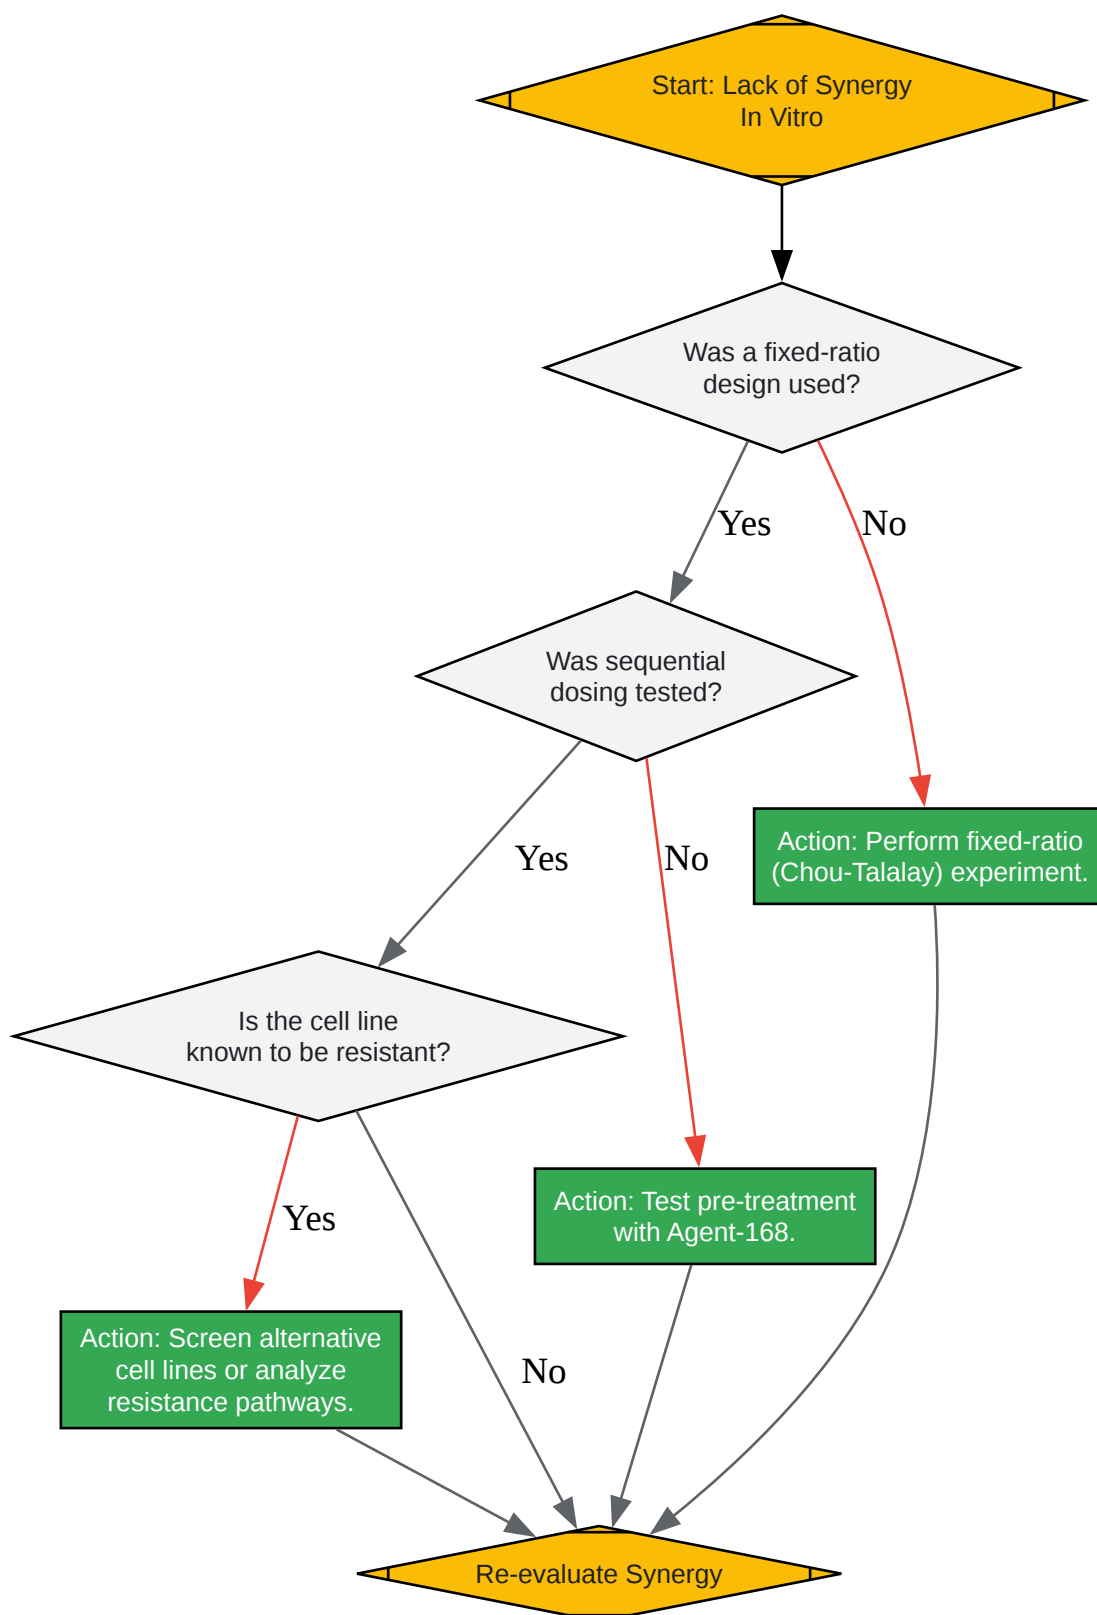 Start: Lack of Synergy
In Vitro
Was a fixed-ratio
design used?
Yes
No
Was sequential
dosing tested?
Yes
No
Action: Perform fixed-ratio
(Chou-Talalay) experiment.
Is the cell line
known to be resistant?
Yes
No
Action: Test pre-treatment
with Agent-168.
Action: Screen alternative
cell lines or analyze
resistance pathways.
Re-evaluate Synergy